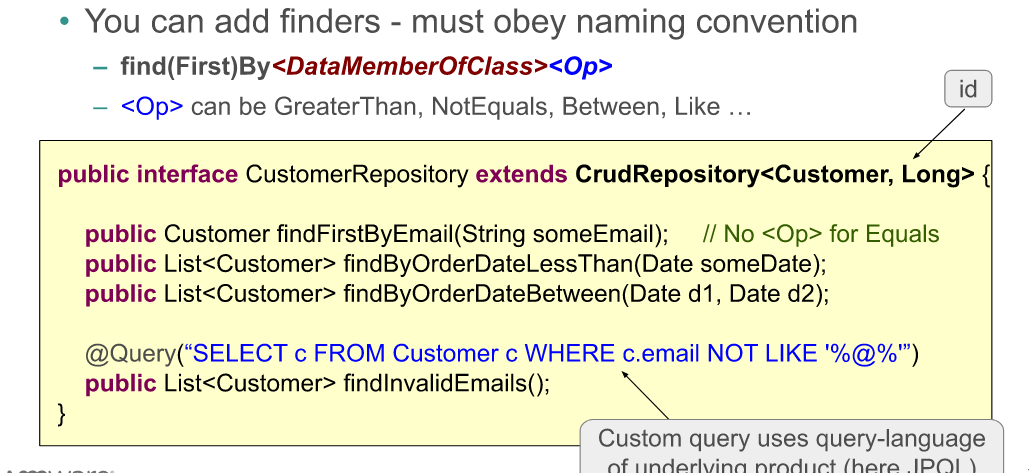 • You can add finders - must obey naming convention
– find(First)By<DataMemberOfClass><Op>
– <Op> can be GreaterThan, NotEquals, Between, Like …
id
public interface CustomerRepository extends CrudRepository<Customer, Long> {
public Customer findFirstByEmail(String someEmail); // No <Op> for Equals
public List<Customer> findByOrderDateLessThan(Date someDate);
public List<Customer> findByOrderDateBetween(Date d1, Date d2);
@Query(“SELECT c FROM Customer c WHERE c.email NOT LIKE '%@%'”)
public List<Customer> findInvalidEmails();
}
Custom query uses query-language
of underlying product (here JPQL)